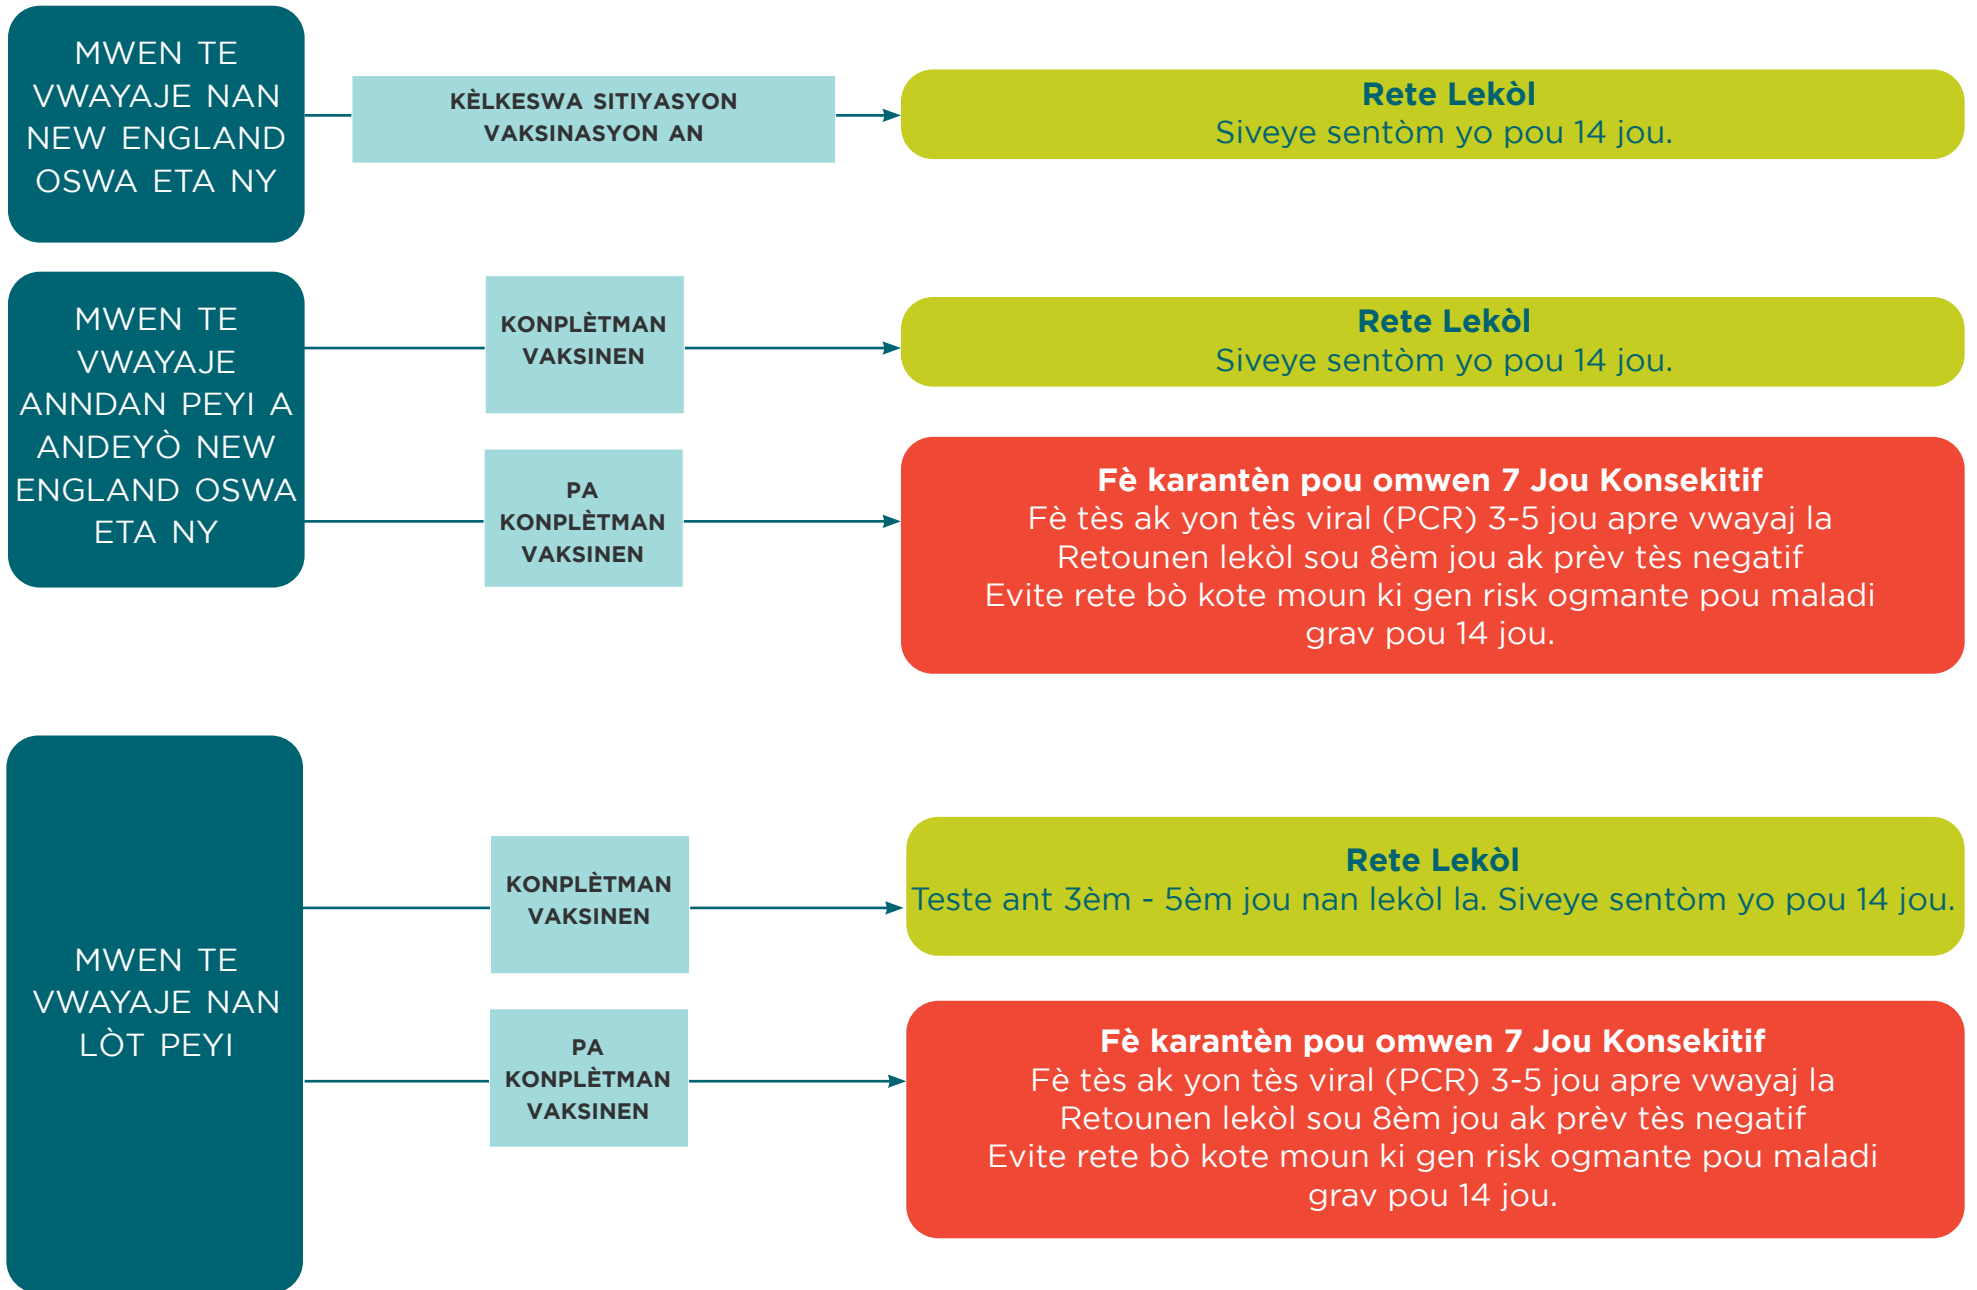 MWEN TE
VWAYAJE NAN
NEW ENGLAND
OSWA ETA NY
KÈLKESWA SITIYASYON
VAKSINASYON AN
Rete Lekòl
Siveye sentòm yo pou 14 jou.
MWEN TE
VWAYAJE
ANNDAN PEYI A
ANDEYÒ NEW
ENGLAND OSWA
ETA NY
KONPLÈTMAN
VAKSINEN
Rete Lekòl
Siveye sentòm yo pou 14 jou.
PA
KONPLÈTMAN
VAKSINEN
Fè karantèn pou omwen 7 Jou Konsekitif
Fè tès ak yon tès viral (PCR) 3-5 jou apre vwayaj la
Retounen lekòl sou 8èm jou ak prèv tès negatif
Evite rete bò kote moun ki gen risk ogmante pou maladi
grav pou 14 jou.
MWEN TE
VWAYAJE NAN
LÒT PEYI
KONPLÈTMAN
VAKSINEN
Rete Lekòl
Teste ant 3èm - 5èm jou nan lekòl la. Siveye sentòm yo pou 14 jou.
PA
KONPLÈTMAN
VAKSINEN
Fè karantèn pou omwen 7 Jou Konsekitif
Fè tès ak yon tès viral (PCR) 3-5 jou apre vwayaj la
Retounen lekòl sou 8èm jou ak prèv tès negatif
Evite rete bò kote moun ki gen risk ogmante pou maladi
grav pou 14 jou.